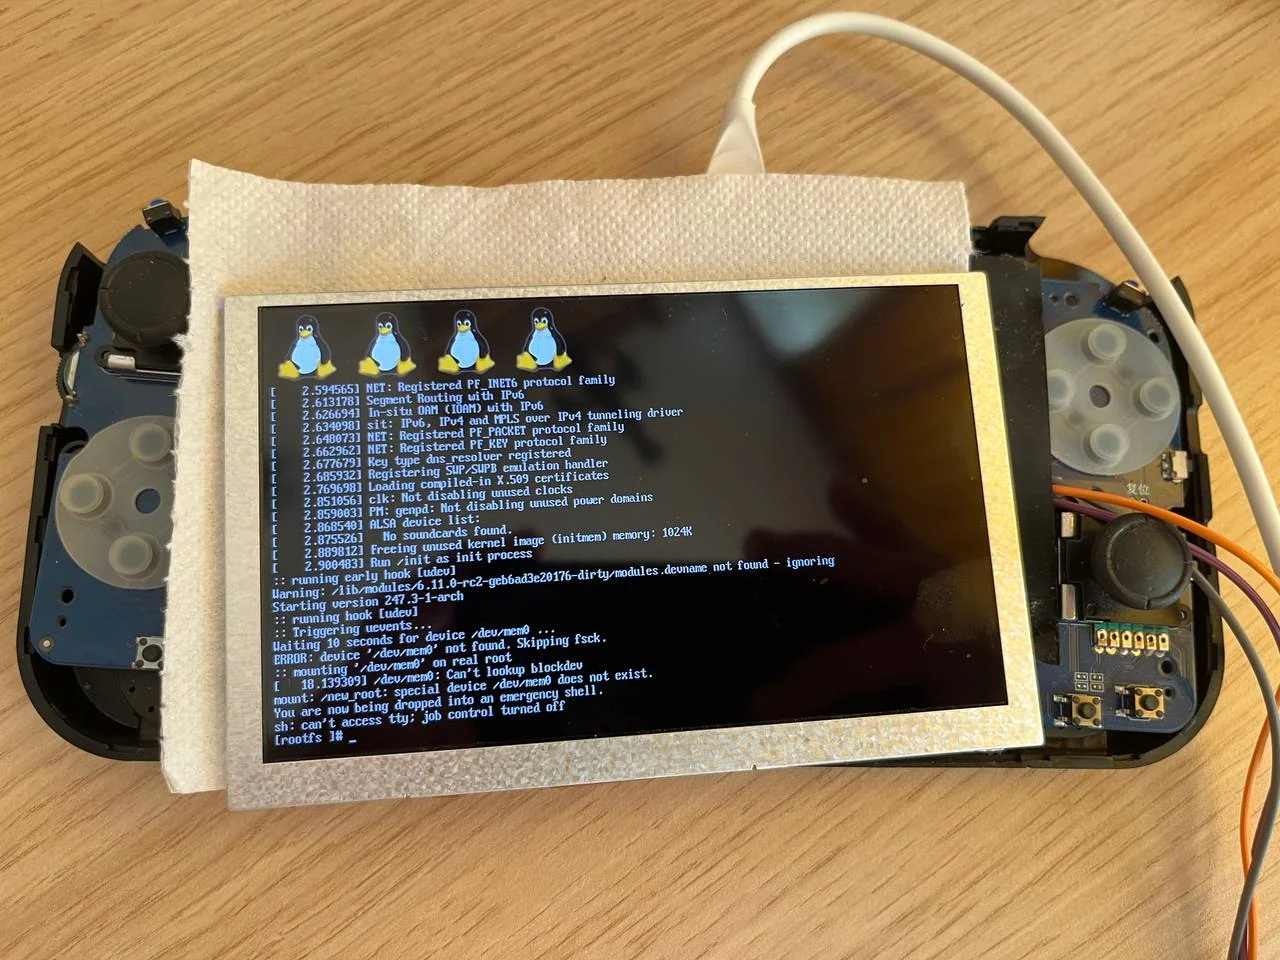 [    2.594565] NET: Registered PF_INET6 protocol family
[    2.613178] Segment Routing with IPv6
[    2.626694] In-situ OAM (IOAM) with IPv6
[    2.634098] sit: IPv6, IPv4 and MPLS over IPv4 tunneling driver
[    2.648073] NET: Registered PF_PACKET protocol family
[    2.662962] NET: Registered PF_KEY protocol family
[    2.677679] Key type dns_resolver registered
[    2.685932] Registering SWP/SWPB emulation handler
[    2.769698] Loading compiled-in X.509 certificates
[    2.851056] clk: Not disabling unused clocks
[    2.859003] PM: genpd: Not disabling unused power domains
[    2.868540] ALSA device list:
[    2.875526]   No soundcards found.
[    2.889812] Freeing unused kernel image (initmem) memory: 1024K
[    2.900483] Run /init as init process
:: running early hook [udev]
Warning: /lib/modules/6.11.0-rc2-geb6ad3e20176-dirty/modules.devname not found - ignoring
Starting version 247.3-1-arch
:: running hook [udev]
:: Triggering uevents...
Waiting 10 seconds for device /dev/mem0 ...
ERROR: device '/dev/mem0' not found. Skipping fsck.
:: mounting '/dev/mem0' on real root
[   18.139309] /dev/mem0: Can't lookup blockdev
mount: /new_root: special device /dev/mem0 does not exist.
You are now being dropped into an emergency shell.
sh: can't access tty; job control turned off
[rootfs ]# _
复位